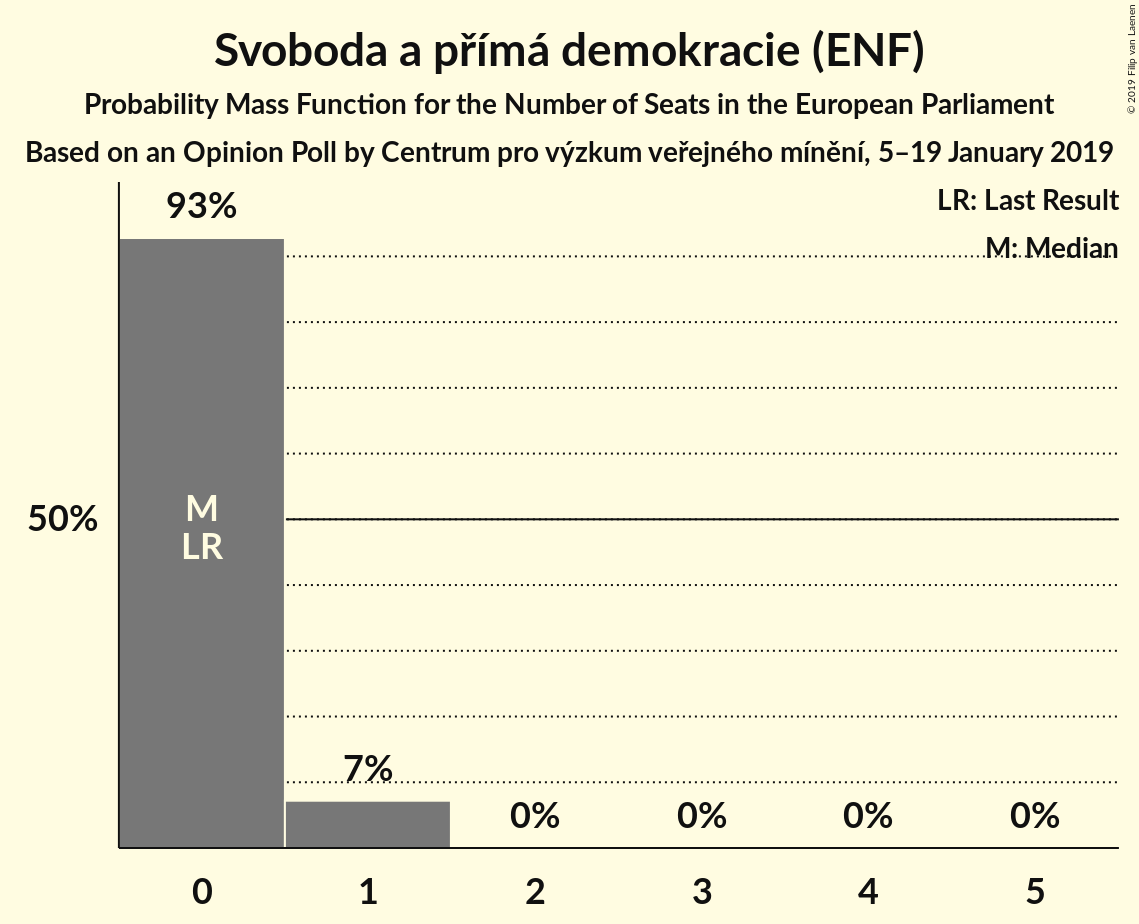 Svoboda a přímá demokracie (ENF)
Probability Mass Function for the Number of Seats in the European Parliament
Based on an Opinion Poll by Centrum pro výzkum veřejného mínění, 5–19 January 2019
© 2019 Filip van Laenen
LR: Last Result
M: Median
93%
50%
M
LR
7%
0%
0%
0%
0%
0
1
2
3
4
5